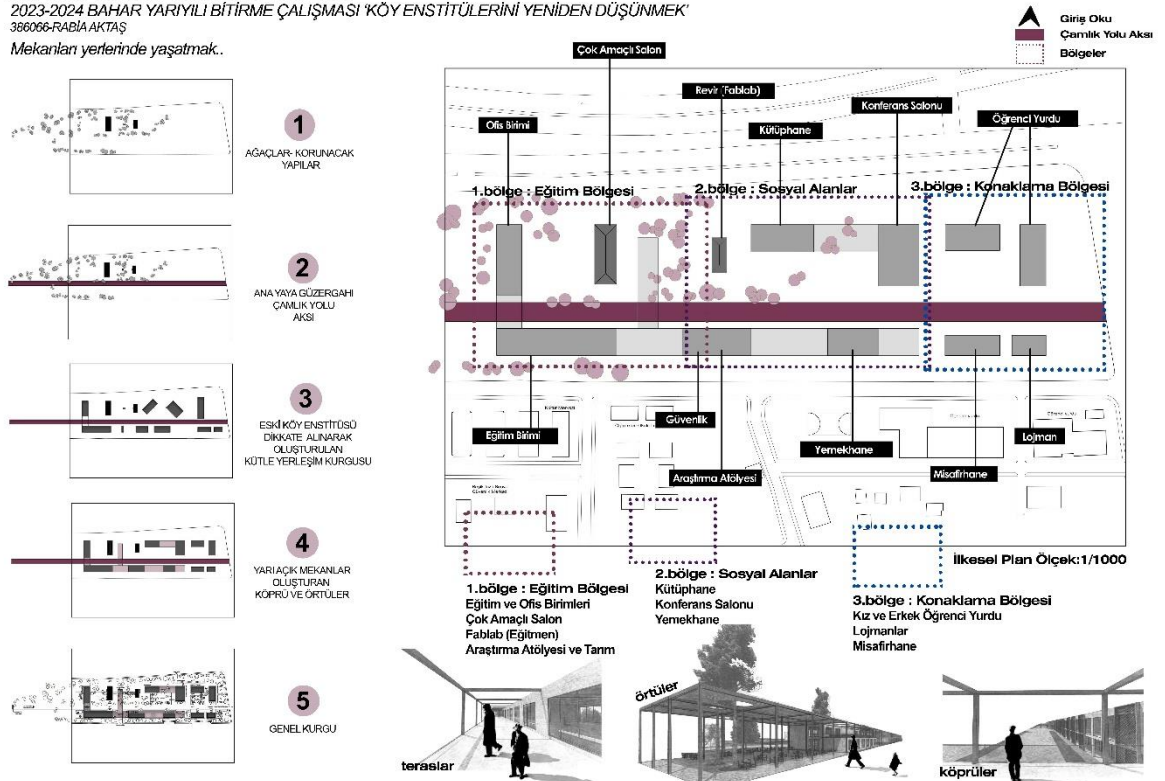 2023-2024 BAHAR YARIYILI BİTİRME ÇALIŞMASI 'KÖY ENSTİTÜLERİNİ YENİDEN DÜŞÜNMEK'
386066-RABİA AKTAŞ
Mekanları yerlerinde yaşatmak..
Giriş Oku
Çamlık Yolu Aksı
Bölgeler
1
AĞAÇLAR- KORUNACAK
YAPILAR
2
ANA YAYA GÜZERGAHI
ÇAMLIK YOLU
AKSI
3
ESKİ KÖY ENSTİTÜSÜ
DİKKATE ALINARAK
OLUŞTURULAN
KÜTLE YERLEŞİM KURGUSU
4
YARI AÇIK MEKANLAR
OLUŞTURAN
KÖPRÜ VE ÖRTÜLER
5
GENEL KURGU
Çok Amaçlı Salon
Revir (Fablab)
Konferans Salonu
Ofis Birimi
Kütüphane
Öğrenci Yurdu
1.bölge : Eğitim Bölgesi
2.bölge : Sosyal Alanlar
3.bölge : Konaklama Bölgesi
Güvenlik
Eğitim Birimi
Yemekhane
Lojman
Araştırma Atölyesi
Misafirhane
İlkesel Plan Ölçek:1/1000
1.bölge : Eğitim Bölgesi
Eğitim ve Ofis Birimleri
Çok Amaçlı Salon
Fablab (Eğitmen)
Araştırma Atölyesi ve Tarım
2.bölge : Sosyal Alanlar
Kütüphane
Konferans Salonu
Yemekhane
3.bölge : Konaklama Bölgesi
Kız ve Erkek Öğrenci Yurdu
Lojmanlar
Misafirhane
teraslar
örtüler
köprüler